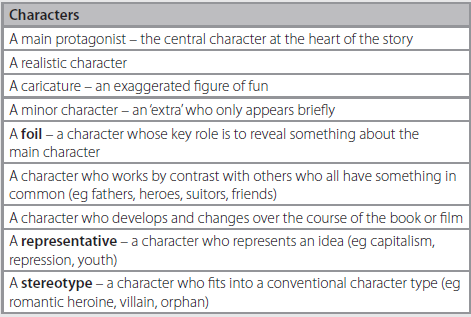 Characters
A main protagonist – the central character at the heart of the story
A realistic character
A caricature – an exaggerated figure of fun
A minor character – an ‘extra’ who only appears briefly
A foil – a character whose key role is to reveal something about the
main character
A character who works by contrast with others who all have something in
common (eg fathers, heroes, suitors, friends)
A character who develops and changes over the course of the book or film
A representative – a character who represents an idea (eg capitalism,
repression, youth)
A stereotype – a character who fits into a conventional character type (eg
romantic heroine, villain, orphan)